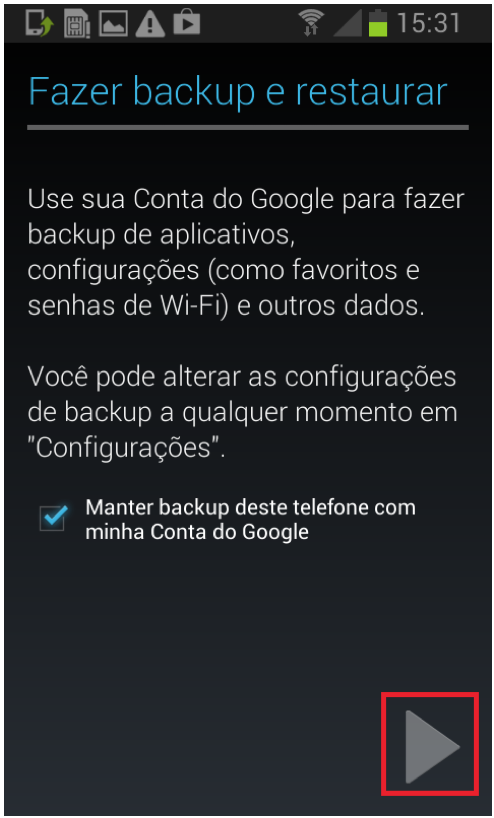 15:31
Fazer backup e restaurar
Use sua Conta do Google para fazer
backup de aplicativos,
configurações (como favoritos e
senhas de Wi-Fi) e outros dados.
Você pode alterar as configurações
de backup a qualquer momento em
"Configurações".
Manter backup deste telefone com
minha Conta do Google